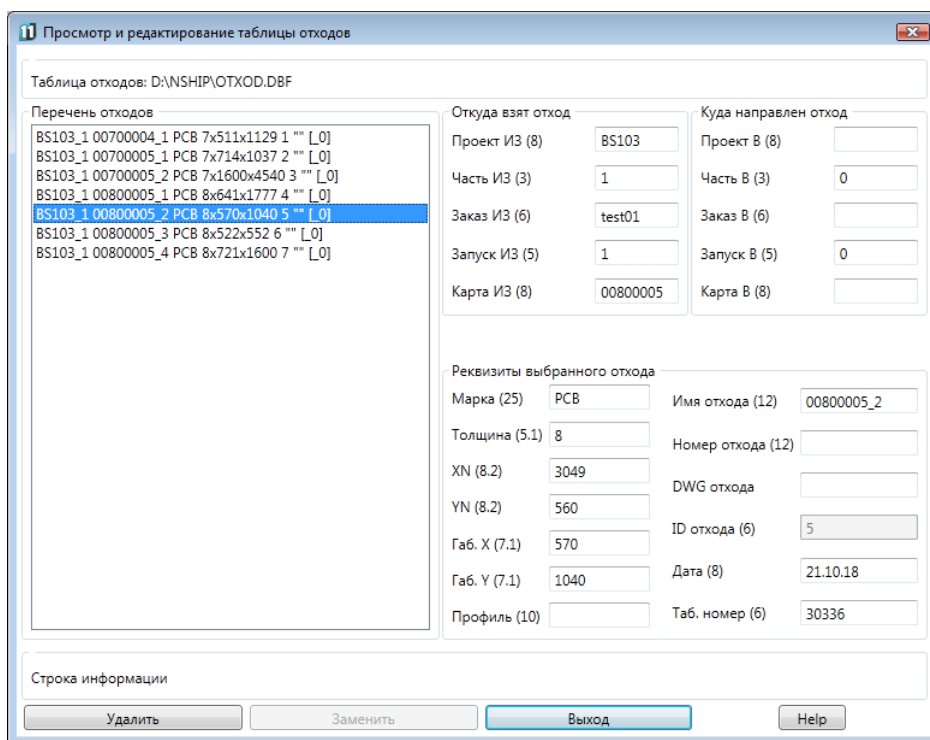 Просмотр и редактирование таблицы отходов
Таблица отходов: D:\NSHIP\OTXOD.DBF
Перечень отходов
BS103_1 00700004_1 PCB 7x511x1129 1 "" [_0]
BS103_1 00700005_1 PCB 7x714x1037 2 "" [_0]
BS103_1 00700005_2 PCB 7x1600x4540 3 "" [_0]
BS103_1 00800005_1 PCB 8x641x1777 4 "" [_0]
BS103_1 00800005_2 PCB 8x570x1040 5 "" [_0]
BS103_1 00800005_3 PCB 8x522x552 6 "" [_0]
BS103_1 00800005_4 PCB 8x721x1600 7 "" [_0]
Откуда взят отход
Проект ИЗ (8) BS103
Часть ИЗ (3) 1
Заказ ИЗ (6) test01
Запуск ИЗ (5) 1
Карта ИЗ (8) 00800005
Куда направлен отход
Проект В (8)
Часть В (3) 0
Заказ В (6)
Запуск В (5) 0
Карта В (8)
Реквизиты выбранного отхода
Марка (25) PCB
Толщина (5.1) 8
XN (8.2) 3049
YN (8.2) 560
Габ. X (7.1) 570
Габ. Y (7.1) 1040
Профиль (10)
Имя отхода (12) 00800005_2
Номер отхода (12)
DWG отхода
ID отхода (6) 5
Дата (8) 21.10.18
Таб. номер (6) 30336
Строка информации
Удалить Заменить Выход Help